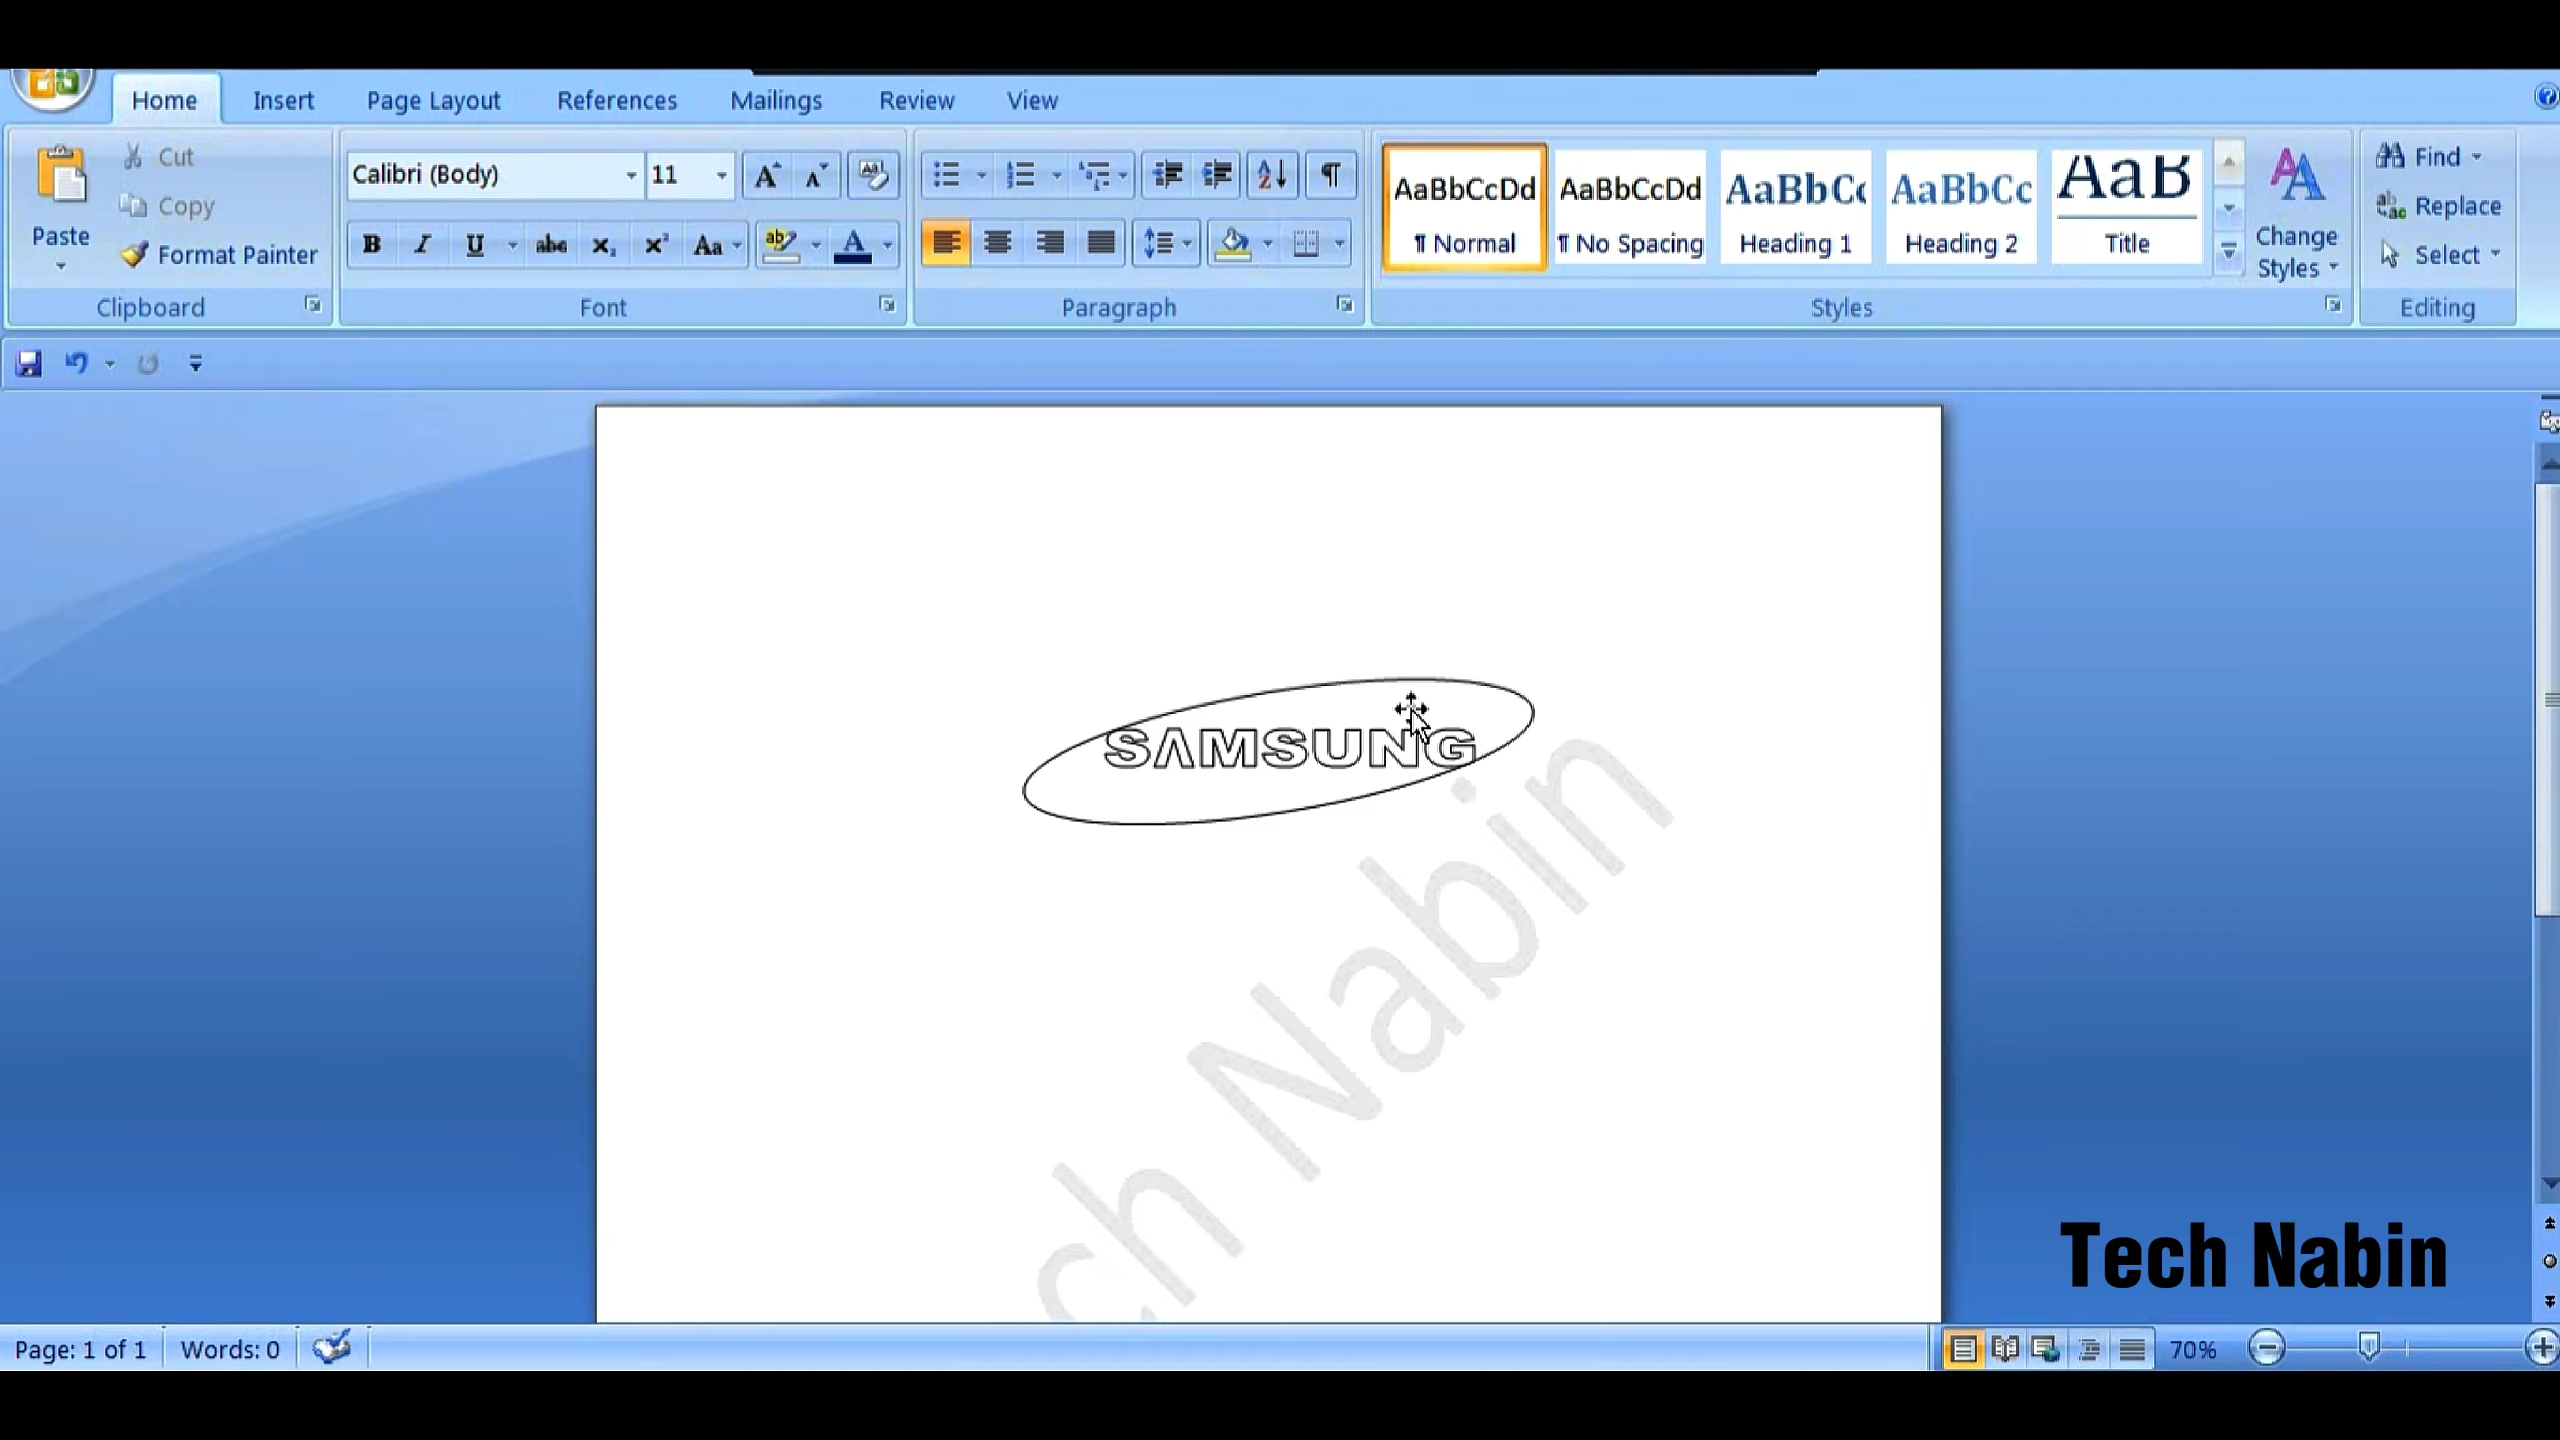 Home Insert Page Layout References Mailings Review View
Paste
Cut
Copy
Format Painter
Clipboard
Calibri (Body) 11
Font
Paragraph
AaBbCcDd AaBbCcDd AaBbCc AaBbCc AaB
¶ Normal ¶ No Spacing Heading 1 Heading 2 Title
Change
Styles
Styles
Find
Replace
Select
Editing
SAMSUNG
ch Nabin
Tech Nabin
Page: 1 of 1 Words: 0 70%